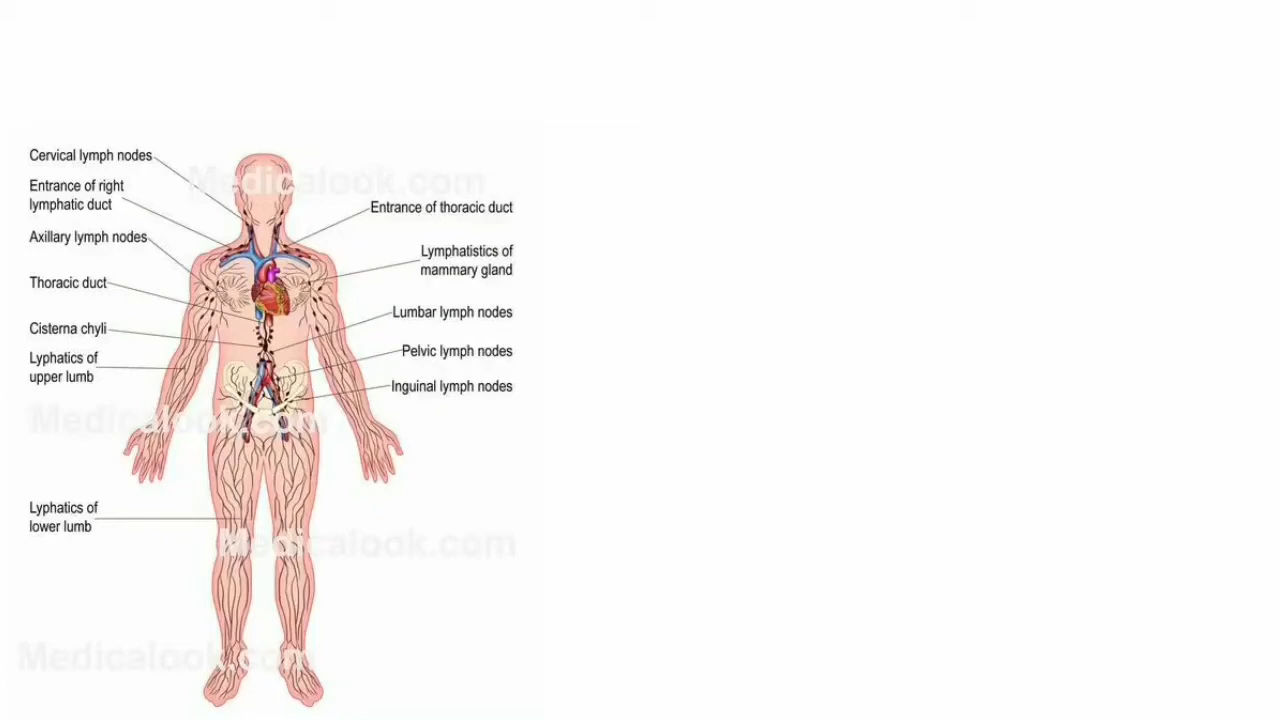 Cervical lymph nodes
Medicalook.com
Entrance of right
lymphatic duct
Entrance of thoracic duct
Axillary lymph nodes
Lymphatistics of
mammary gland
Thoracic duct
Lumbar lymph nodes
Cisterna chyli
Pelvic lymph nodes
Lyphatics of
upper lumb
Inguinal lymph nodes
Medicalook.com
Lyphatics of
lower lumb
Medicalook.com
Medicalook.com